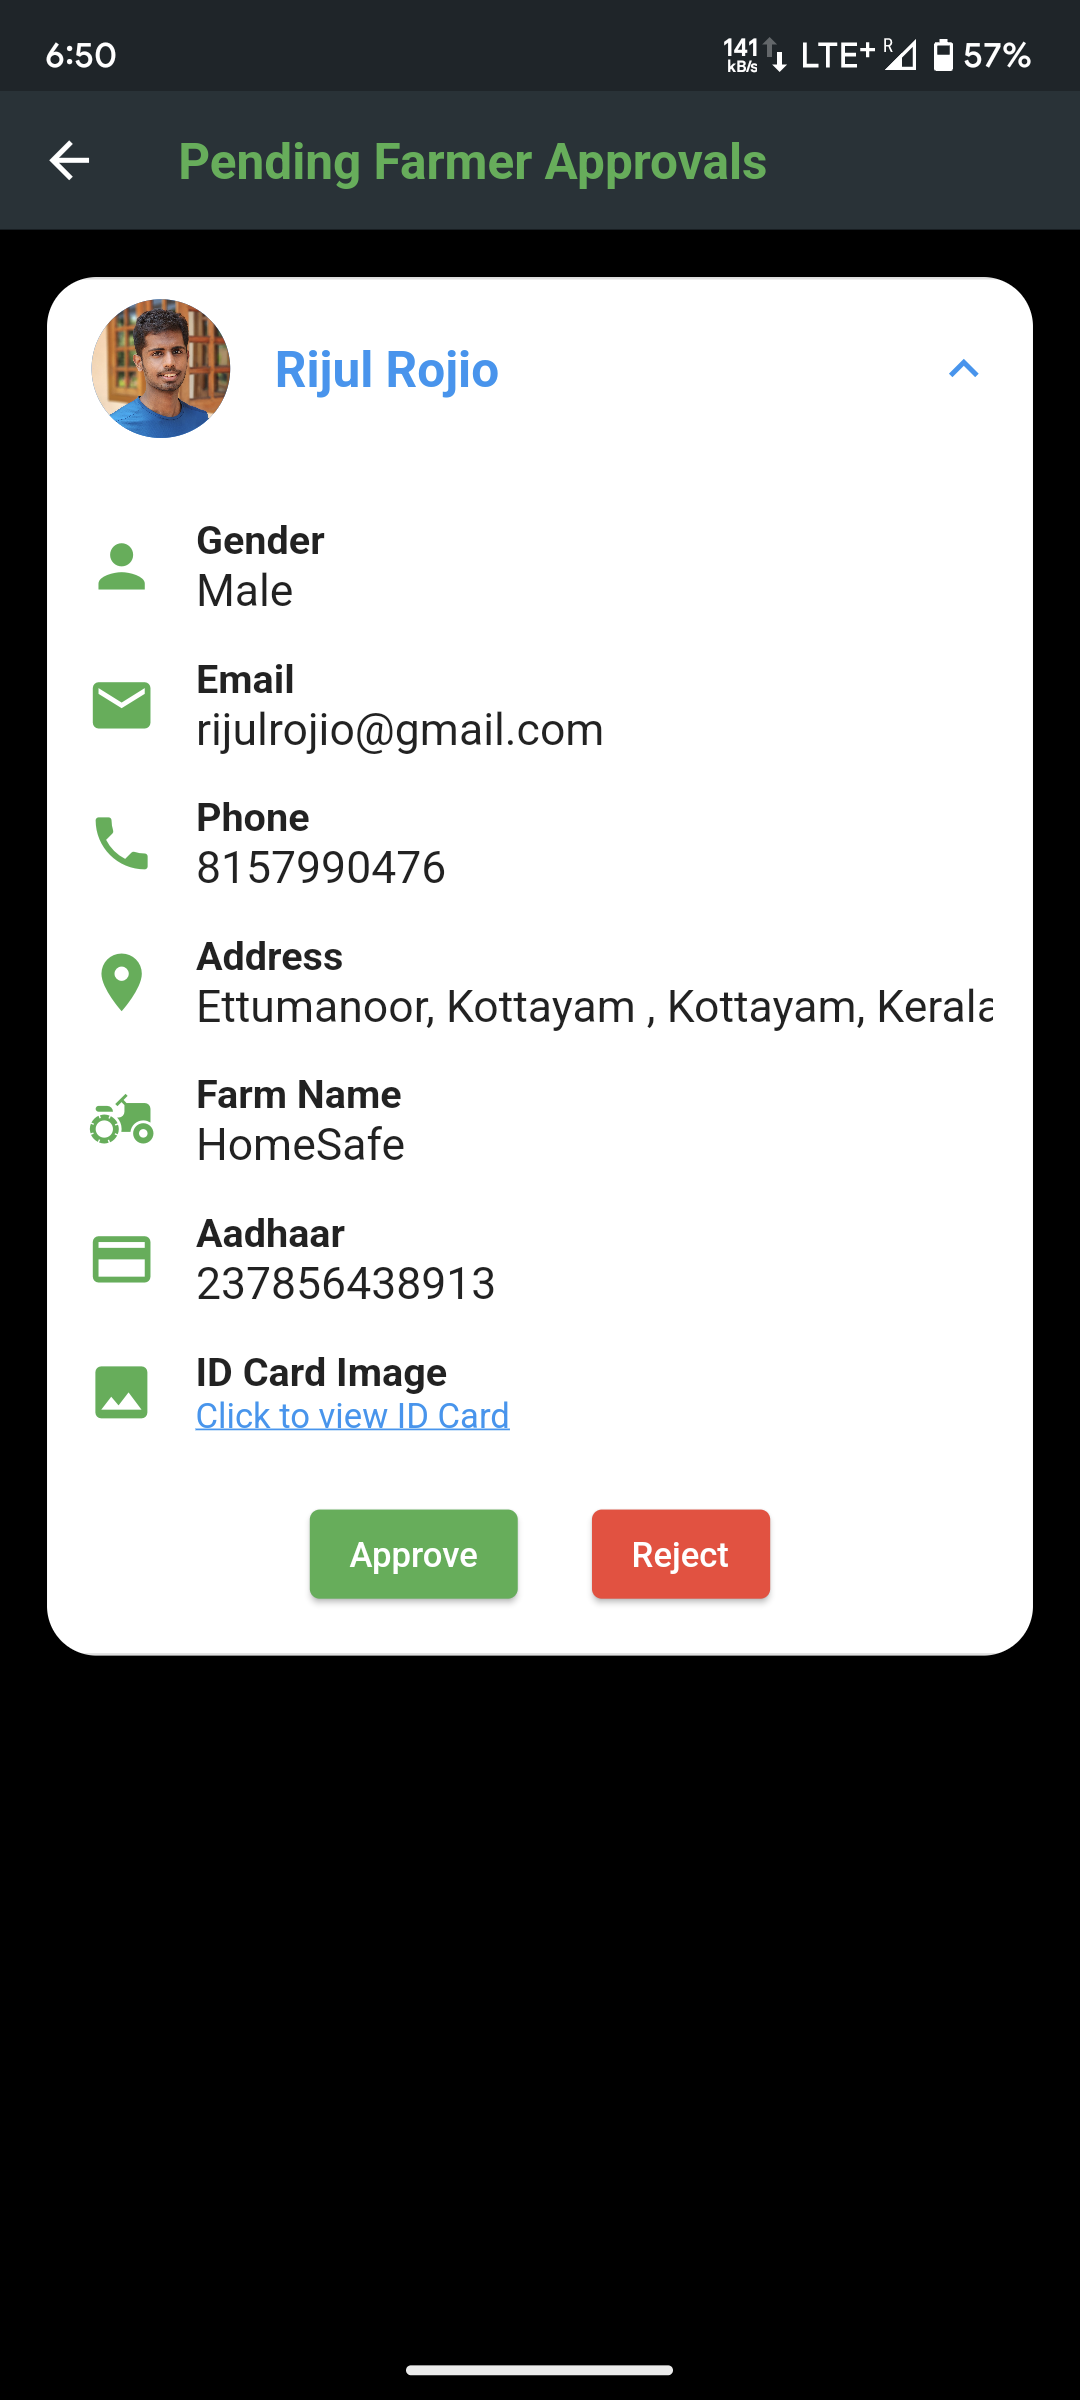 6:50 141 kB/s LTE+ R 57%
Pending Farmer Approvals
Rijul Rojio
Gender
Male
Email
rijulrojio@gmail.com
Phone
8157990476
Address
Ettumanoor, Kottayam , Kottayam, Kerala
Farm Name
HomeSafe
Aadhaar
237856438913
ID Card Image
Click to view ID Card
Approve Reject